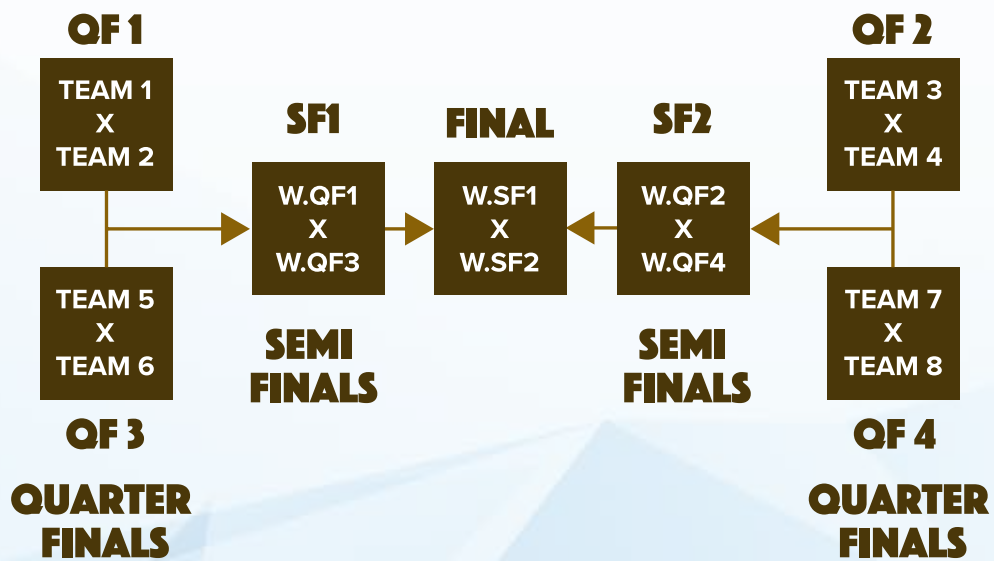 QF 1
TEAM 1
X
TEAM 2
TEAM 5
X
TEAM 6
QF 3
QUARTER
FINALS
SF1
W.QF1
X
W.QF3
SEMI
FINALS
FINAL
W.SF1
X
W.SF2
SF2
W.QF2
X
W.QF4
SEMI
FINALS
QF 2
TEAM 3
X
TEAM 4
TEAM 7
X
TEAM 8
QF 4
QUARTER
FINALS